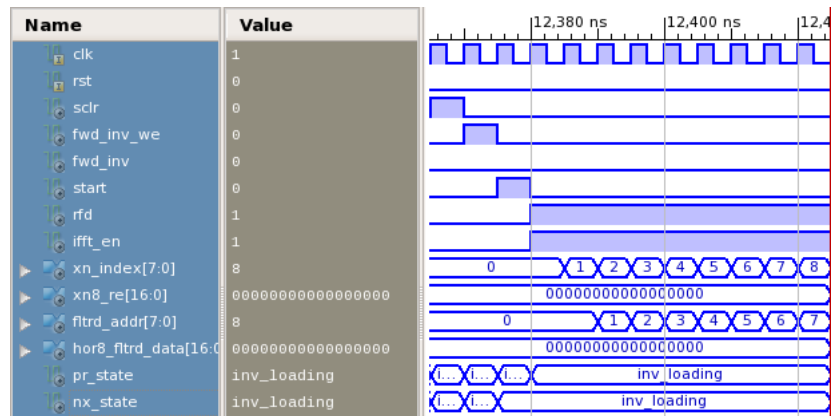 Name Value 12,380 ns 12,400 ns 12,4
clk 1
rst 0
sclr 0
fwd_inv_we 0
fwd_inv 0
start 0
rfd 1
ifft_en 1
xn_index[7:0] 8 0 1 2 3 4 5 6 7 8
xn8_re[16:0] 00000000000000000 00000000000000000
fltrd_addr[7:0] 8 0 1 2 3 4 5 6 7
hor8_fltrd_data[16:0 00000000000000000 00000000000000000
pr_state inv_loading i... i... i... inv_loading
nx_state inv_loading i... i... inv_loading